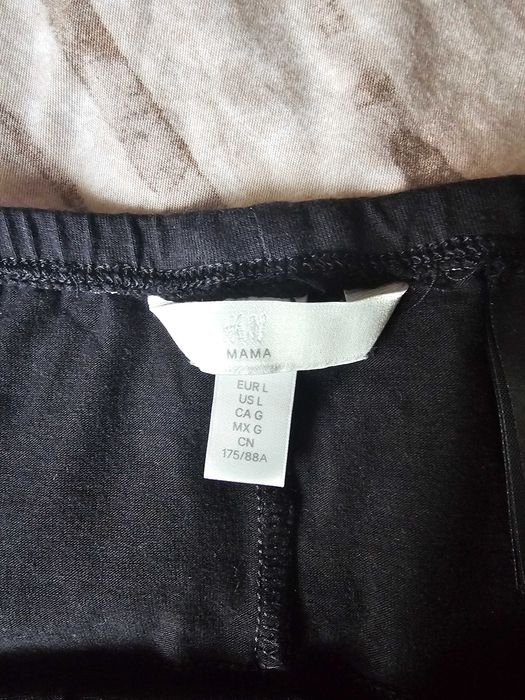 H&M
MAMA
EUR L
US L
CA G
MX G
CN
175/88A